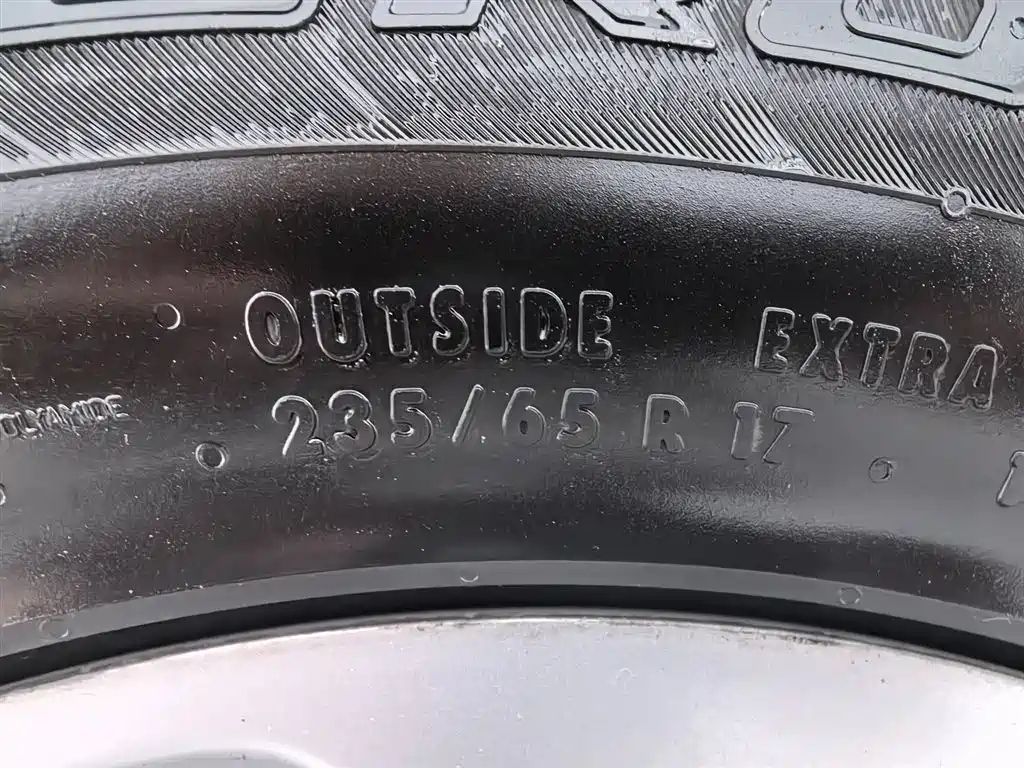 OUTSIDE EXTRA
235/65 R 17